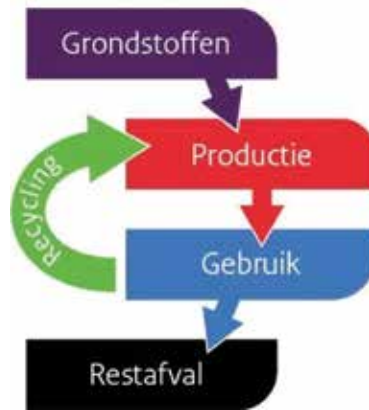 Grondstoffen
Productie
Recycling
Gebruik
Restafval